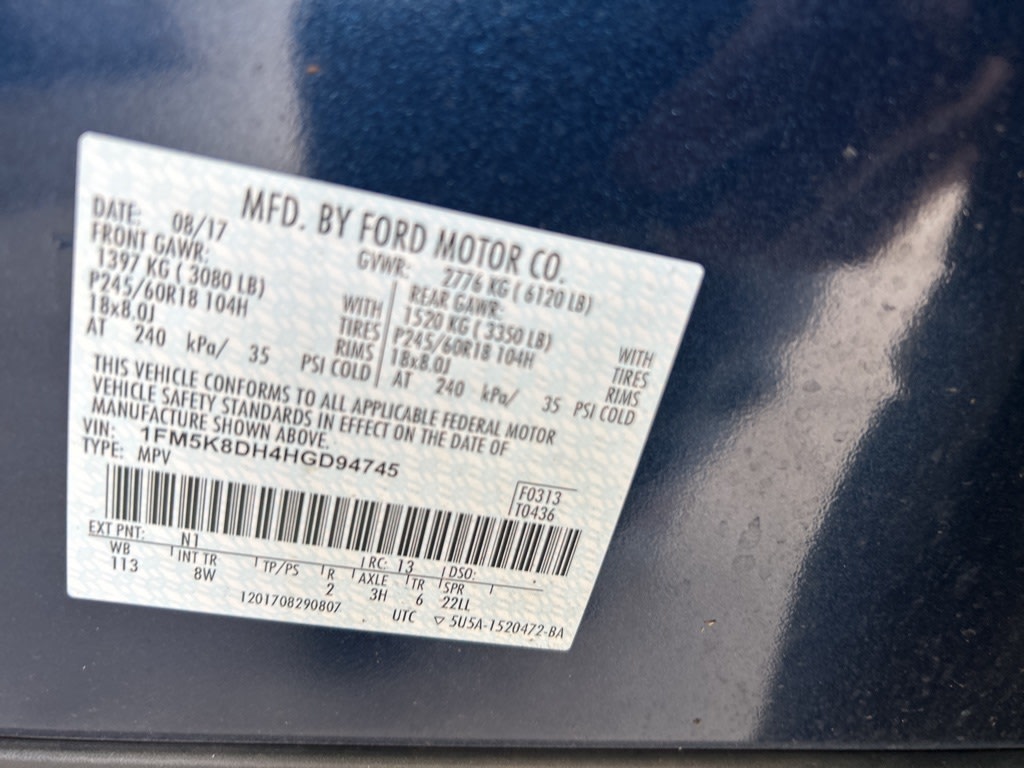 MFD. BY FORD MOTOR CO.
DATE: 08/17 GVWR: 2776 KG ( 6120 LB)
FRONT GAWR: REAR GAWR:
1397 KG ( 3080 LB) WITH 1520 KG ( 3350 LB) WITH
P245/60R18 104H TIRES P245/60R18 104H TIRES
18x8.0J RIMS 18x8.0J RIMS
AT 240 kPa/ 35 PSI COLD AT 240 kPa/ 35 PSI COLD
THIS VEHICLE CONFORMS TO ALL APPLICABLE FEDERAL MOTOR
VEHICLE SAFETY STANDARDS IN EFFECT ON THE DATE OF
MANUFACTURE SHOWN ABOVE.
VIN: 1FM5K8DH4HGD94745
TYPE: MPV
F0313
T0436
EXT PNT: N1 RC: 13 DSO:
WB INT TR TP/PS R AXLE TR SPR
113 8W 2 3H 6 22LL
1201708290807 UTC ▽ 5U5A-1520472-BA